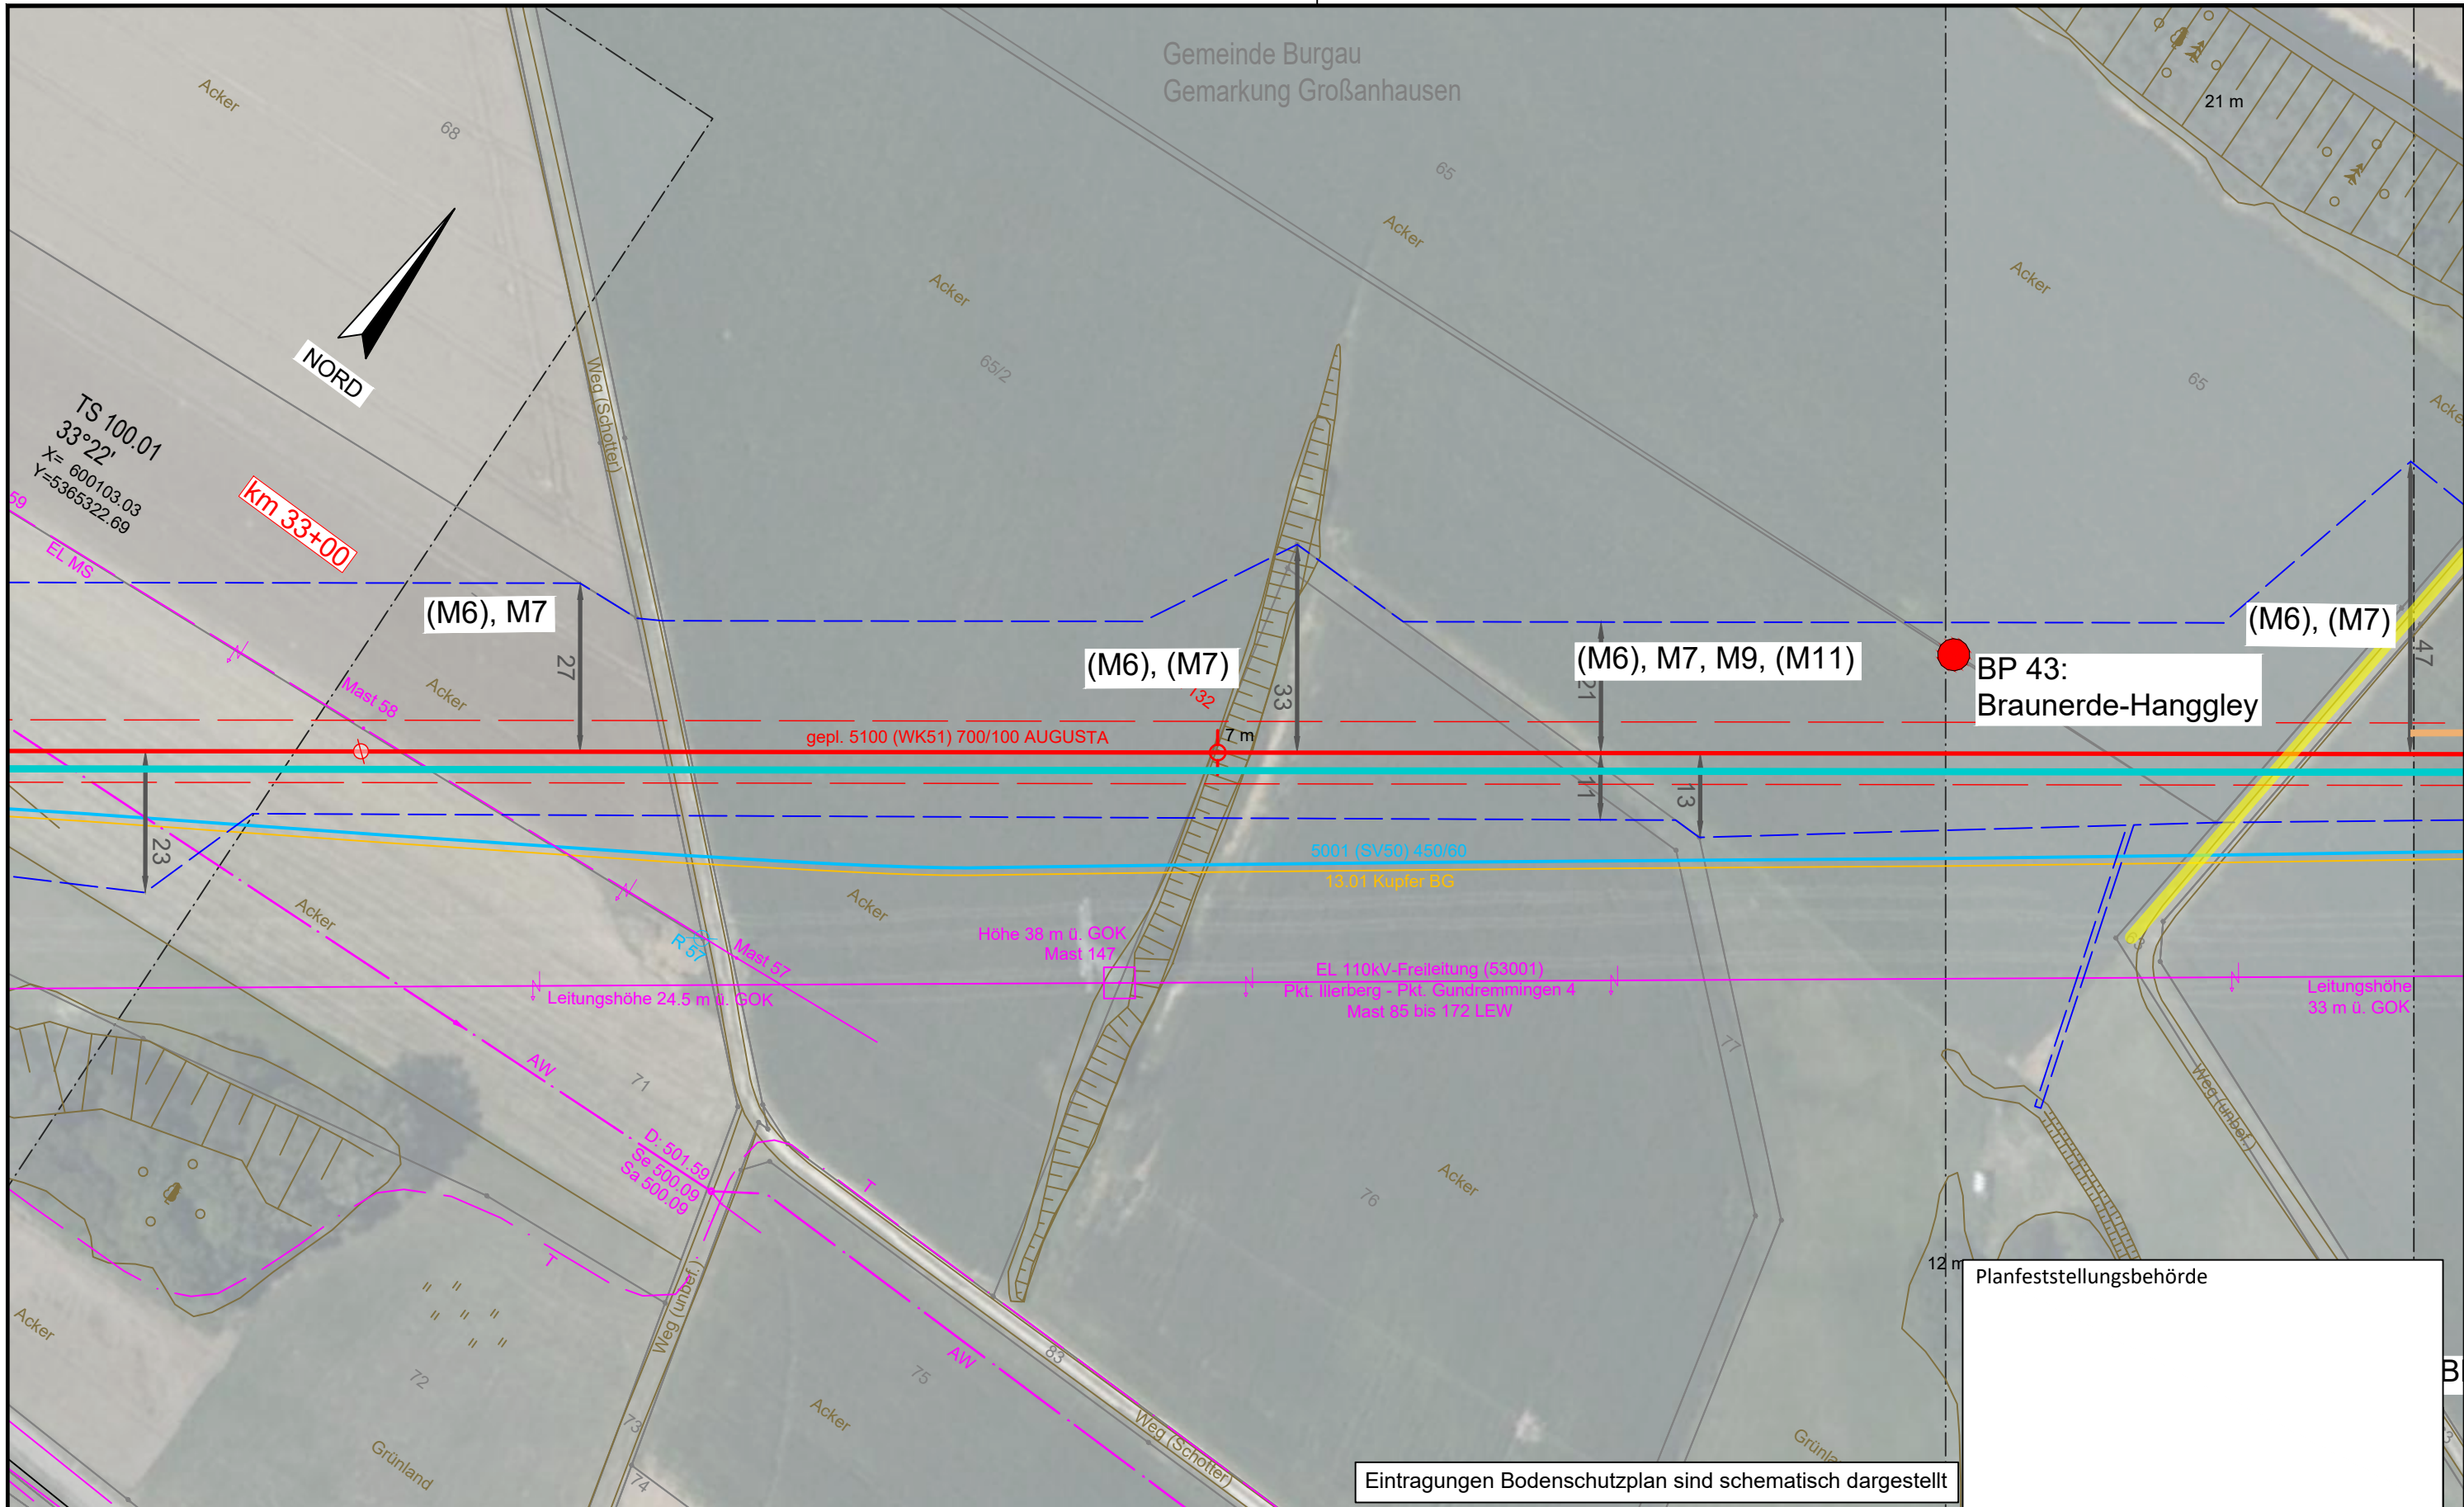 Gemeinde Burgau
Gemarkung Großanhausen
Acker
68
21 m
65
Acker
Acker
Acker
65/2
65
NORD
Weg (Schotter)
TS 100.01
33°22'
X= 600103.03
Y=5365322.69
km 33+00
59
EL MS
(M6), M7
27
Mast 58
Acker
(M6), (M7)
132
33
(M6), M7, M9, (M11)
21
BP 43:
Braunerde-Hanggley
(M6), (M7)
47
gepl. 5100 (WK51) 700/100 AUGUSTA
7 m
11
13
23
5001 (SV50) 450/60
13.01 Kupfer BG
Acker
Acker
R 57
Mast 57
Höhe 38 m ü. GOK
Mast 147
63
EL 110kV-Freileitung (53001)
Pkt. Illerberg - Pkt. Gundremmingen 4
Mast 85 bis 172 LEW
Leitungshöhe 24.5 m ü. GOK
Leitungshöhe
33 m ü. GOK
77
AW
71
Weg (unbef.)
D: 501.59
Se 500.09
Sa 500.09
T
T
Acker
76
12 m
Planfeststellungsbehörde
Weg (unbef.)
Acker
72
AW
83
75
Acker
73
Weg (Schotter)
Grünland
74
Eintragungen Bodenschutzplan sind schematisch dargestellt